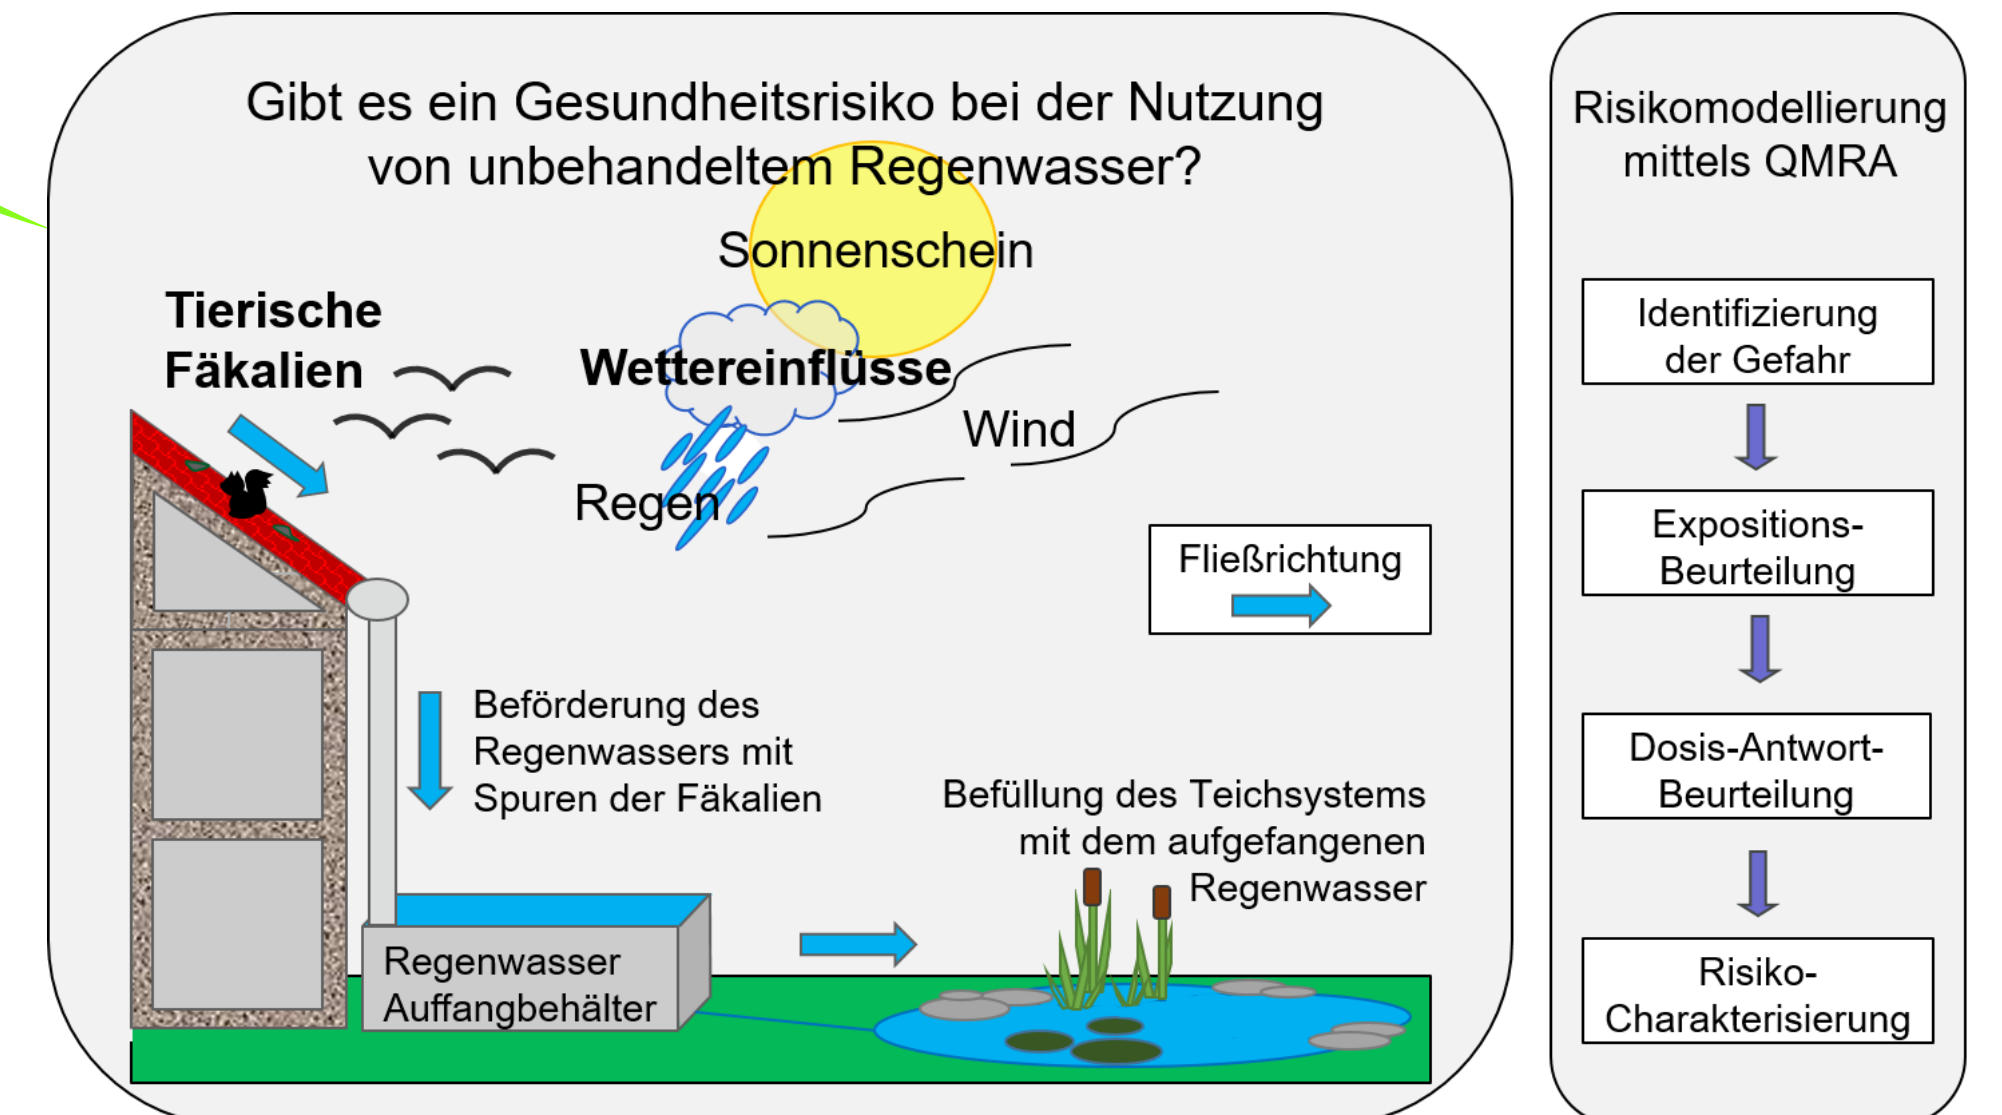 Gibt es ein Gesundheitsrisiko bei der Nutzung
von unbehandeltem Regenwasser?
Sonnenschein
Tierische
Fäkalien
Wettereinflüsse
Wind
Regen
Fließrichtung
Beförderung des
Regenwassers mit
Spuren der Fäkalien
Befüllung des Teichsystems
mit dem aufgefangenen
Regenwasser
Regenwasser
Auffangbehälter
Risikomodellierung
mittels QMRA
Identifizierung
der Gefahr
Expositions-
Beurteilung
Dosis-Antwort-
Beurteilung
Risiko-
Charakterisierung